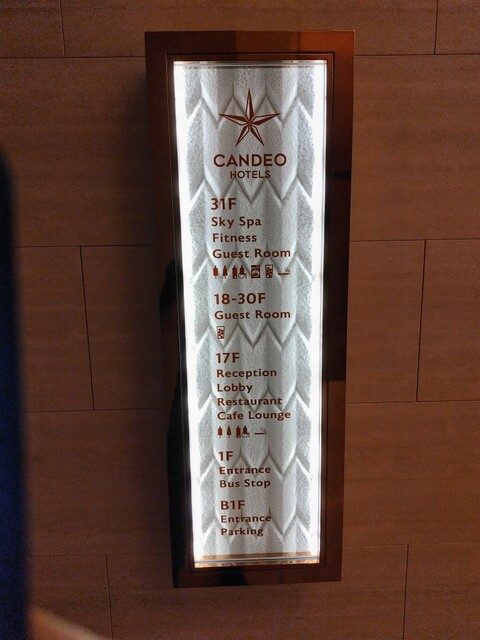 CANDEO
HOTELS
31F
Sky Spa
Fitness
Guest Room
18-30F
Guest Room
17F
Reception
Lobby
Restaurant
Cafe Lounge
1F
Entrance
Bus Stop
B1F
Entrance
Parking